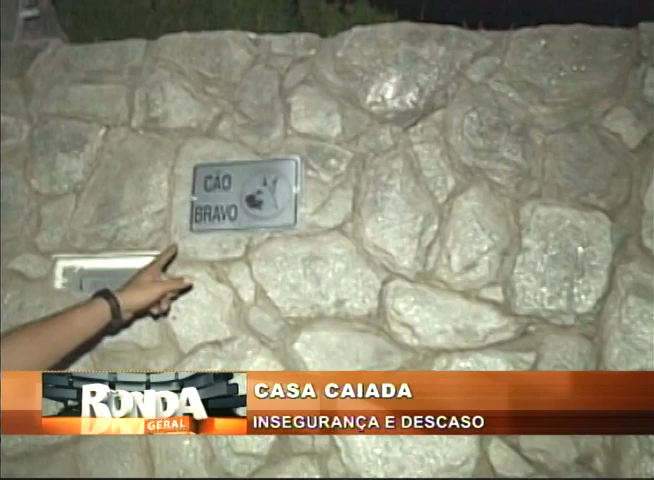 CÃO
BRAVO
RONDA
GERAL
CASA CAIADA
INSEGURANÇA E DESCASO